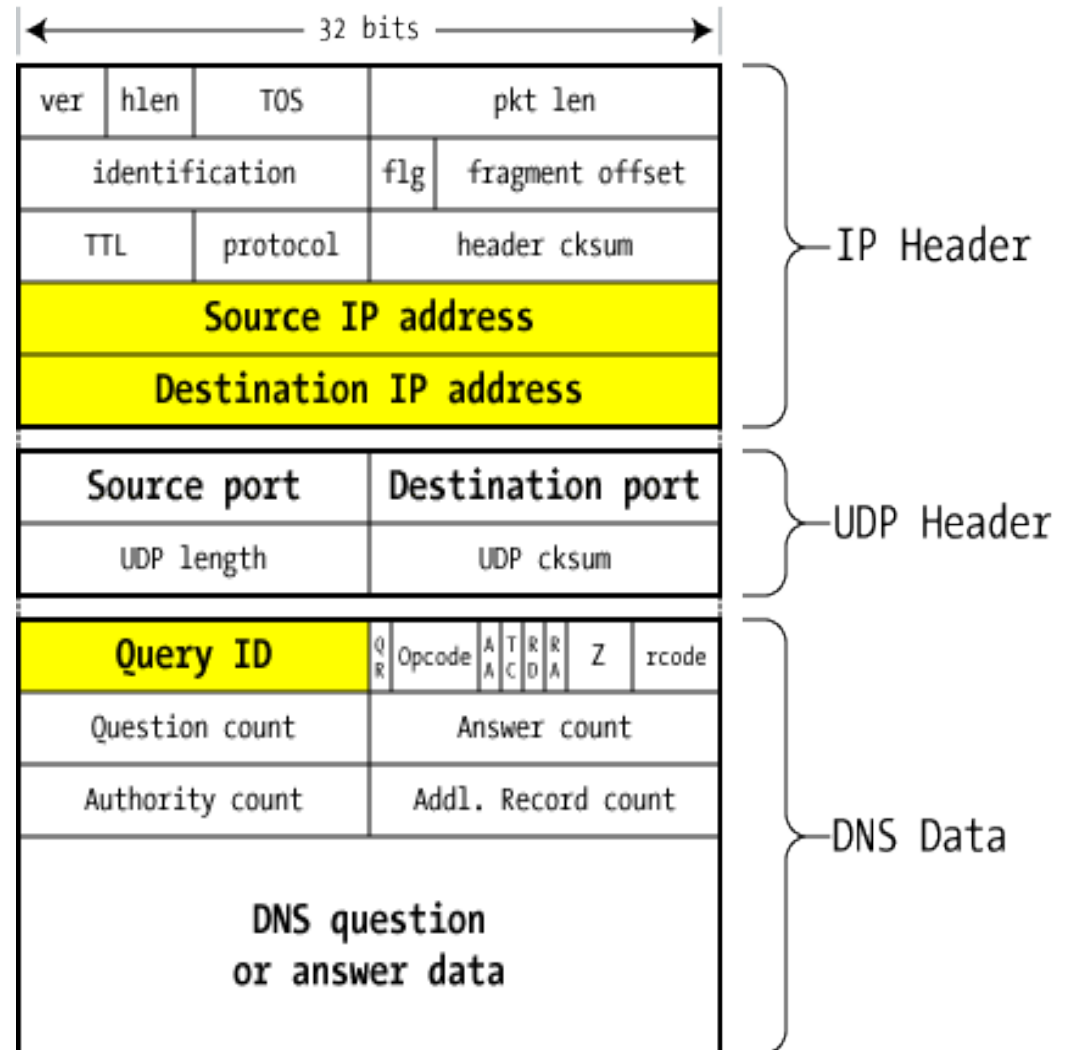 32 bits
ver hlen TOS pkt len
identification flg fragment offset
TTL protocol header cksum
IP Header
Source IP address
Destination IP address
Source port Destination port
UDP Header
UDP length UDP cksum
Query ID QR Opcode AA TC RD RA Z rcode
Question count Answer count
Authority count Addl. Record count
DNS Data
DNS question
or answer data